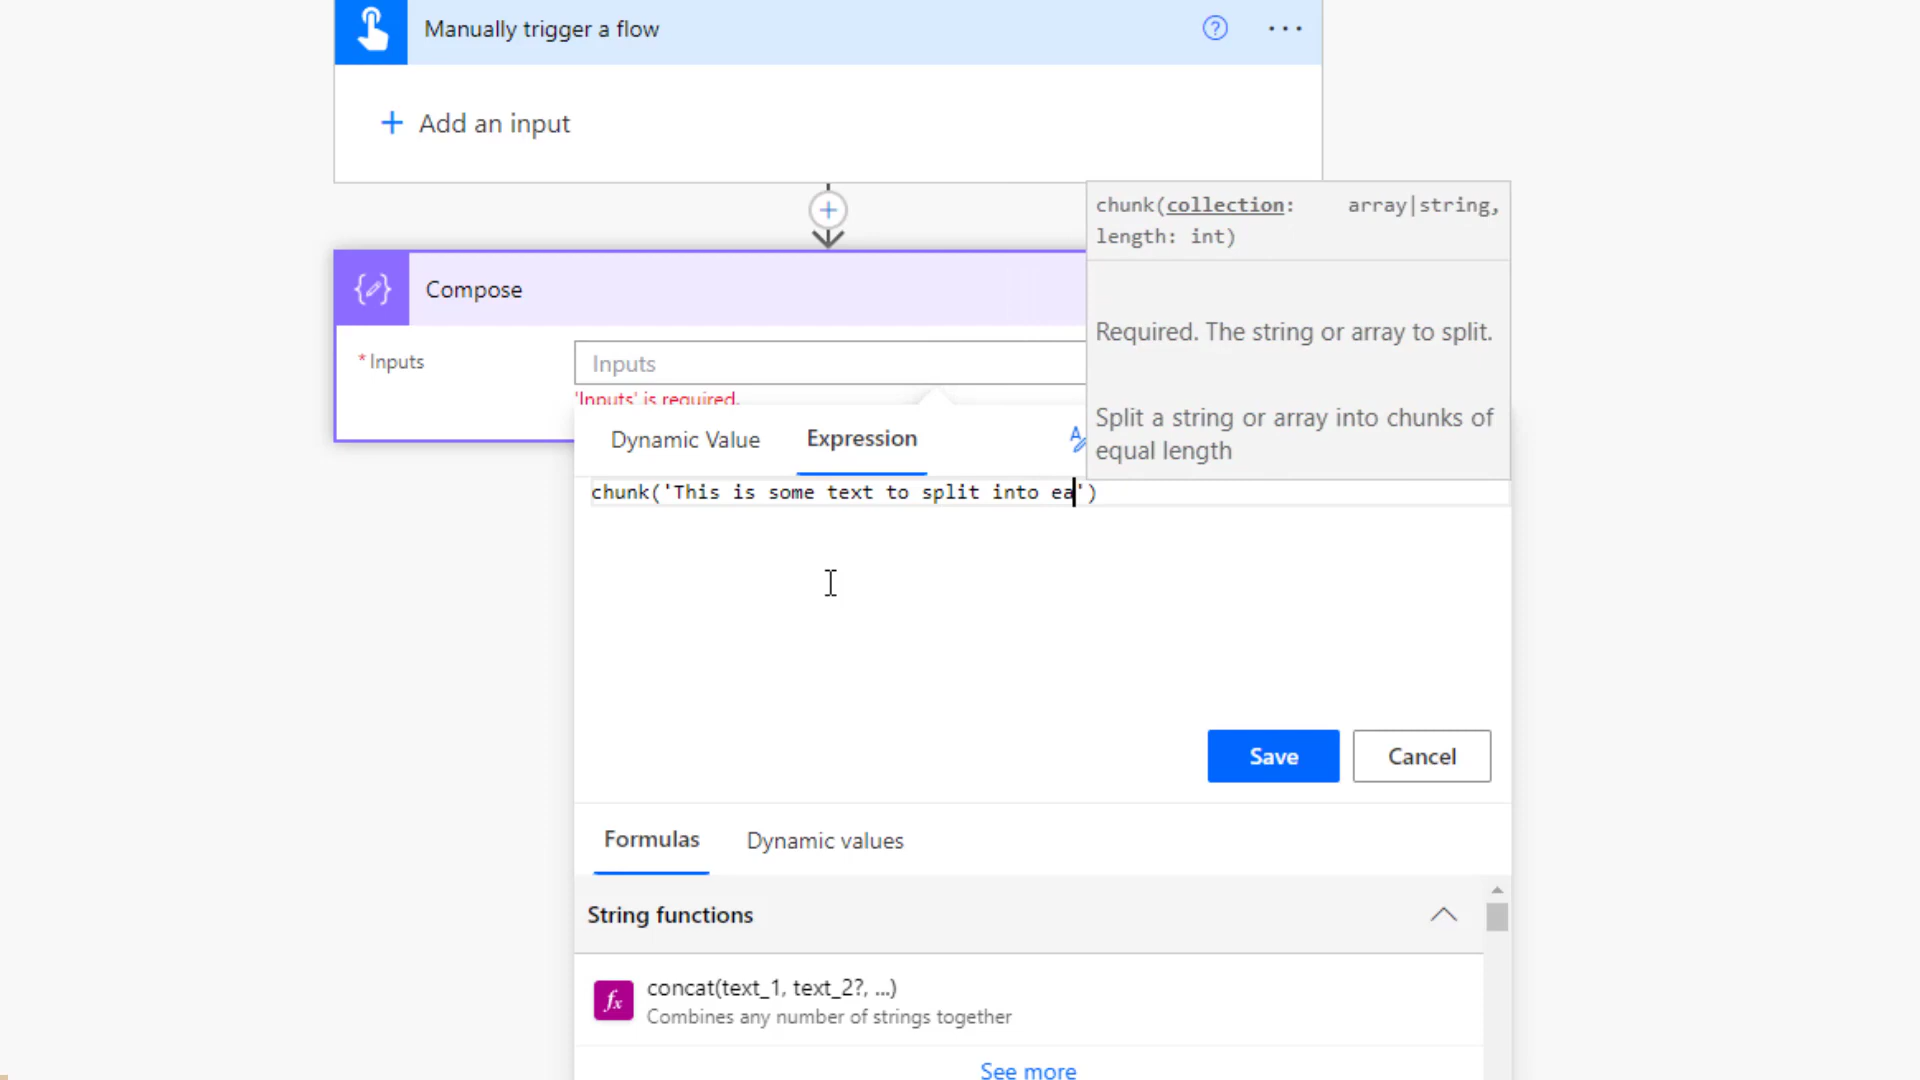 Manually trigger a flow
Add an input
chunk(collection: array|string,
length: int)
Compose
Required. The string or array to split.
* Inputs
Inputs
'Inputs' is required.
Split a string or array into chunks of
equal length
Dynamic Value
Expression
chunk('This is some text to split into ea')
Save
Cancel
Formulas
Dynamic values
String functions
fx
concat(text_1, text_2?, ...)
Combines any number of strings together
See more